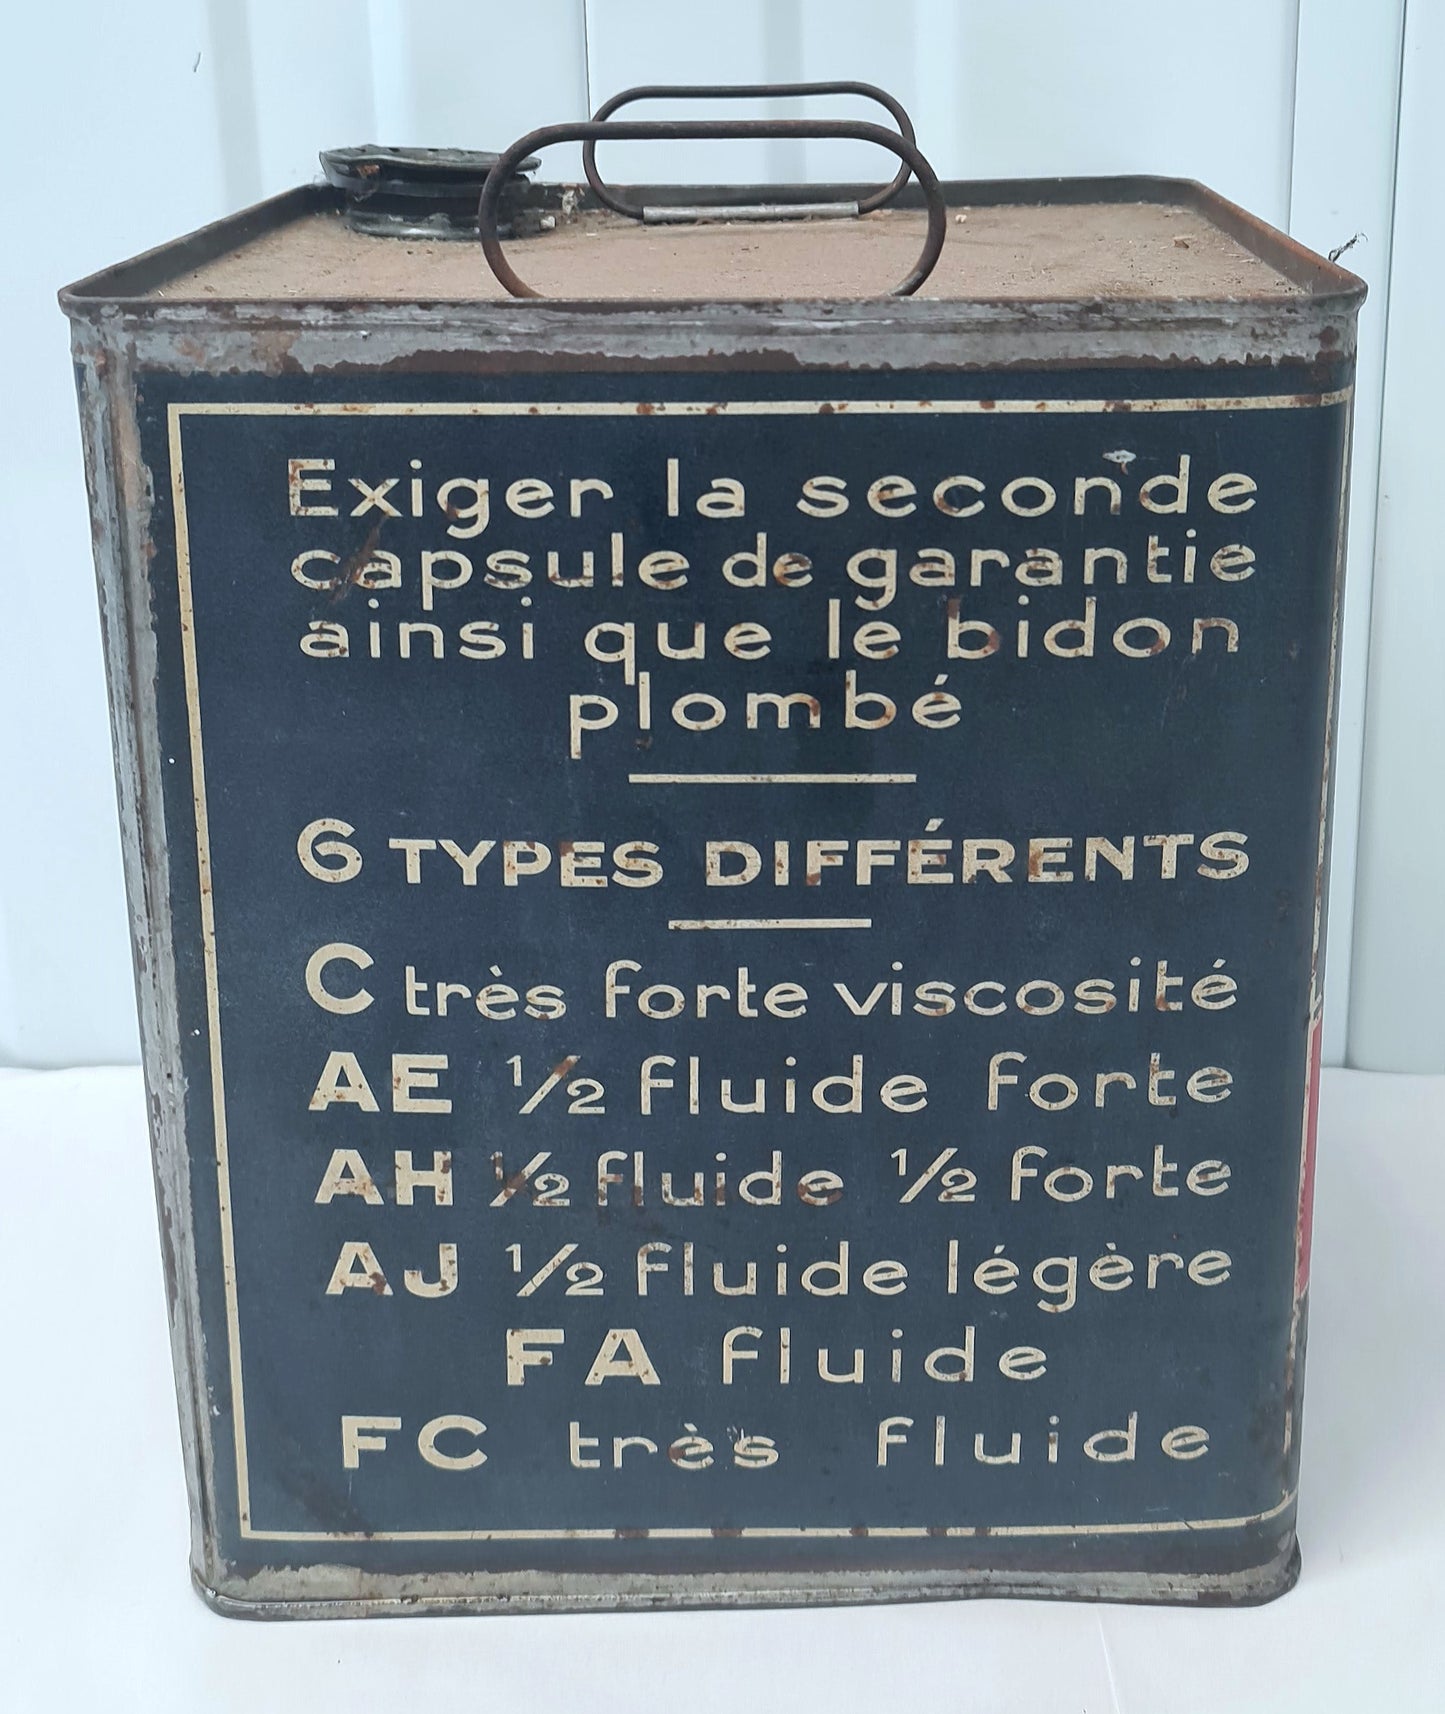 Exiger la seconde
capsule de garantie
ainsi que le bidon
plombé
6 TYPES DIFFÉRENTS
C très forte viscosité
AE ½ fluide forte
AH ½ fluide ½ forte
AJ ½ fluide légère
FA fluide
FC très fluide